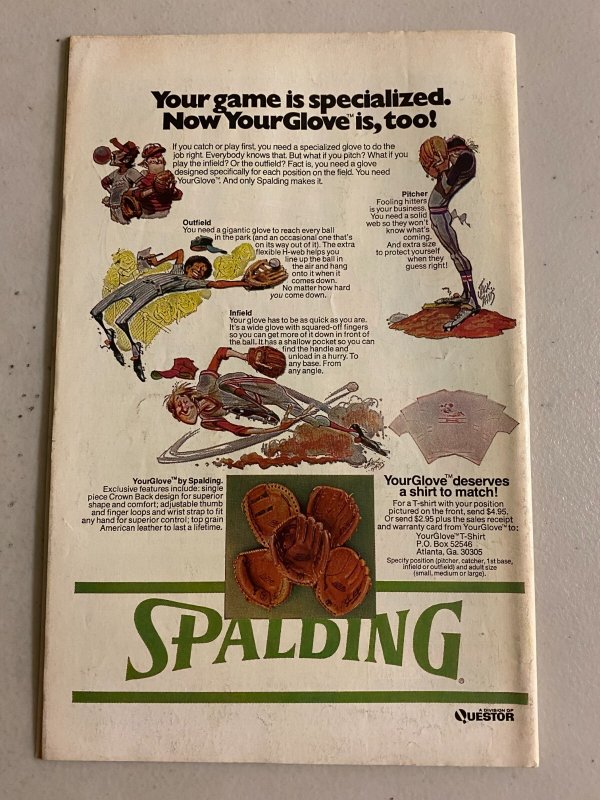 Your game is specialized.
Now YourGlove™ is, too!
If you catch or play first, you need a specialized glove to do the
job right. Everybody knows that. But what if you pitch? What if you
play the infield? Or the outfield? Fact is, you need a glove
designed specifically for each position on the field. You need
YourGlove™. And only Spalding makes it.
Pitcher
Fooling hitters
is your business.
You need a solid
web so they won't
know what's
coming.
And extra size
to protect yourself
when they
guess right!
Outfield
You need a gigantic glove to reach every ball
in the park (and an occasional one that's
on its way out of it). The extra
flexible H-web helps you
line up the ball in
the air and hang
onto it when it
comes down.
No matter how hard
you come down.
Infield
Your glove has to be as quick as you are.
It's a wide glove with squared-off fingers
so you can get more of it down in front of
the ball. It has a shallow pocket so you can
find the handle and
unload in a hurry. To
any base. From
any angle.
YourGlove™ by Spalding.
Exclusive features include: single
piece Crown Back design for superior
shape and comfort; adjustable thumb
and finger loops and wrist strap to fit
any hand for superior control; top grain
American leather to last a lifetime.
YourGlove™ deserves
a shirt to match!
For a T-shirt with your position
pictured on the front, send $4.95.
Or send $2.95 plus the sales receipt
and warranty card from YourGlove™ to:
YourGlove™ T-Shirt
P.O. Box 52546
Atlanta, Ga. 30305
Specify position (pitcher, catcher, 1st base,
infield or outfield) and adult size
(small, medium or large).
SPALDING®
A DIVISION OF
QUESTOR